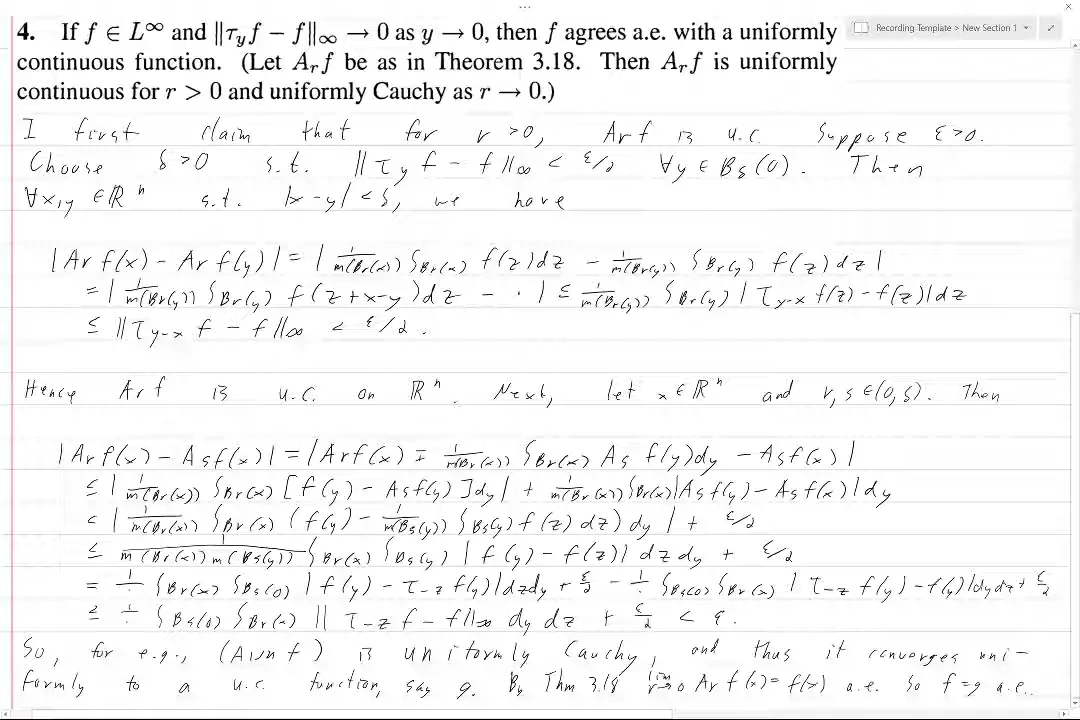 Recording Template > New Section 1
4. If f ∈ L^∞ and ‖τ_y f − f‖_∞ → 0 as y → 0, then f agrees a.e. with a uniformly
continuous function. (Let A_r f be as in Theorem 3.18. Then A_r f is uniformly
continuous for r > 0 and uniformly Cauchy as r → 0.)
I first claim that for r > 0, A_r f is u.c. Suppose ε > 0.
Choose δ > 0 s.t. ‖τ_y f − f‖_∞ < ε/2 ∀y ∈ B_δ(0). Then
∀x,y ∈ ℝ^n s.t. |x−y| < δ, we have
|A_r f(x) − A_r f(y)| = | 1/m(B_r(x)) ∫_{B_r(x)} f(z)dz − 1/m(B_r(y)) ∫_{B_r(y)} f(z)dz |
= | 1/m(B_r(y)) ∫_{B_r(y)} f(z+x−y)dz − · | ≤ 1/m(B_r(y)) ∫_{B_r(y)} |τ_{y−x} f(z) − f(z)|dz
≤ ‖τ_{y−x} f − f‖_∞ < ε/2.
Hence A_r f is u.c. on ℝ^n. Next, let x ∈ ℝ^n and r,s ∈ (0,δ). Then
|A_r f(x) − A_s f(x)| = |A_r f(x) ∓ 1/m(B_r(x)) ∫_{B_r(x)} A_s f(y)dy − A_s f(x)|
≤ | 1/m(B_r(x)) ∫_{B_r(x)} [f(y) − A_s f(y)]dy | + 1/m(B_r(x)) ∫_{B_r(x)} |A_s f(y) − A_s f(x)|dy
< | 1/m(B_r(x)) ∫_{B_r(x)} (f(y) − 1/m(B_s(y)) ∫_{B_s(y)} f(z)dz)dy | + ε/2
≤ 1/m(B_r(x))m(B_s(y)) ∫_{B_r(x)} ∫_{B_s(y)} |f(y) − f(z)| dz dy + ε/2
= 1/· ∫_{B_r(x)} ∫_{B_s(0)} |f(y) − τ_{−z} f(y)|dzdy + ε/2 = 1/· ∫_{B_s(0)} ∫_{B_r(x)} |τ_{−z} f(y) − f(y)|dydz + ε/2
≤ 1/· ∫_{B_s(0)} ∫_{B_r(x)} ‖τ_{−z} f − f‖_∞ dy dz + ε/2 < ε.
So, for e.g., (A_{1/n} f) is uniformly Cauchy, and thus it converges uni-
formly to a u.c. function, say g. By Thm 3.18 lim_{r→0} A_r f(x) = f(x) a.e. So f = g a.e..